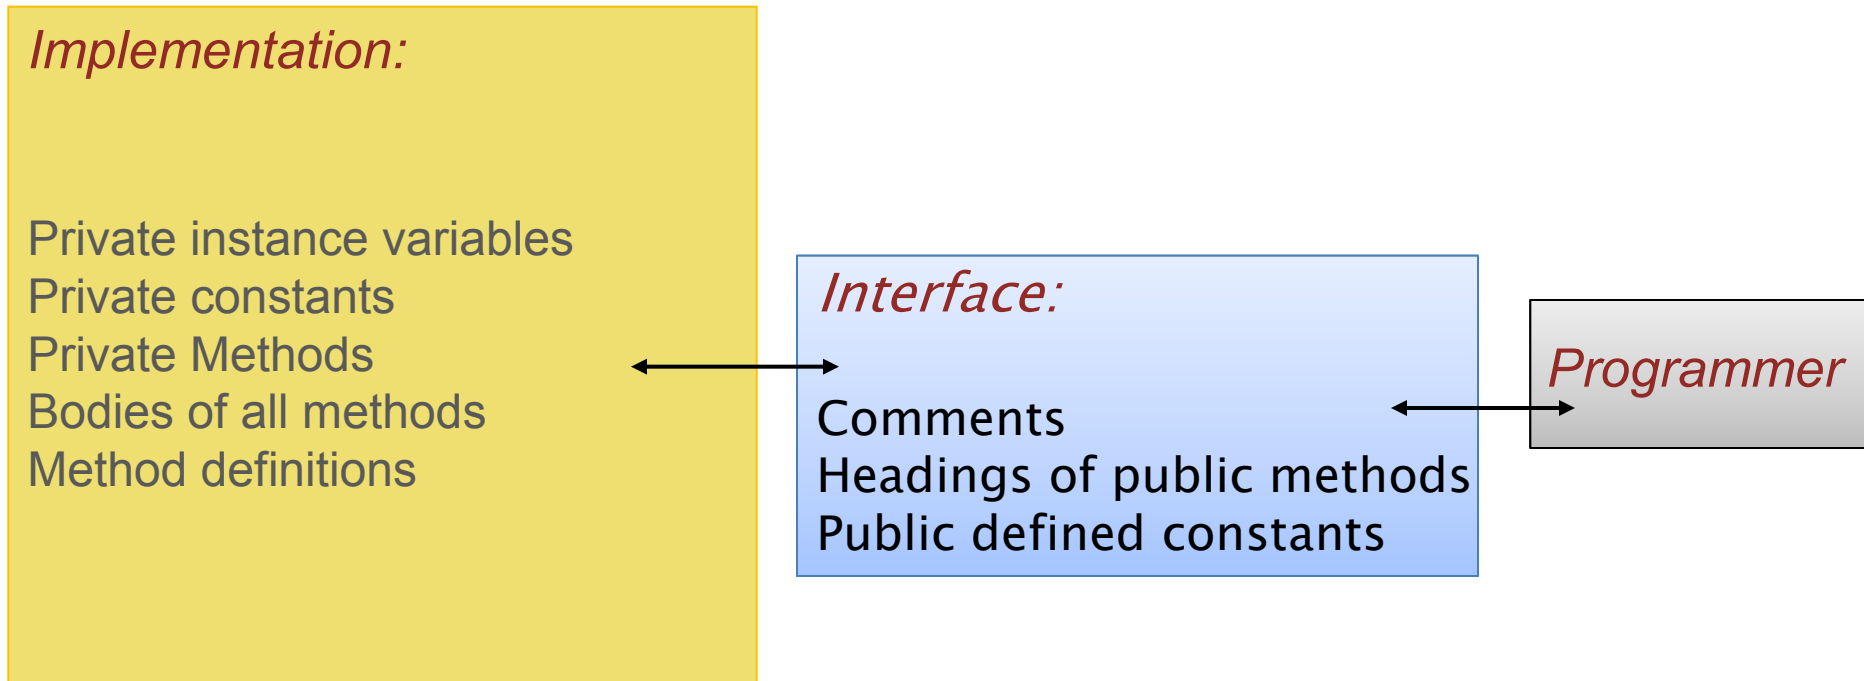 Implementation:
Private instance variables
Private constants
Private Methods
Bodies of all methods
Method definitions
Interface:
Comments
Headings of public methods
Public defined constants
Programmer